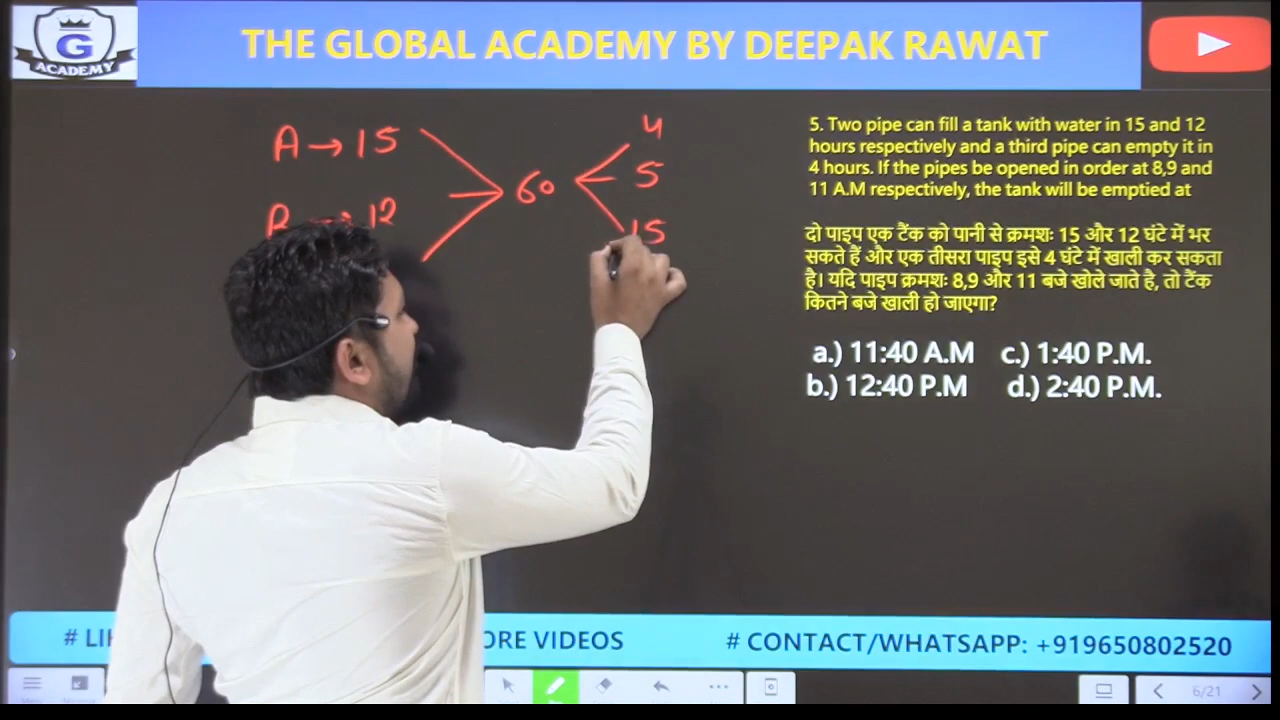 G
ACADEMY
THE GLOBAL ACADEMY BY DEEPAK RAWAT
A → 15
12
60
4
5
15
5. Two pipe can fill a tank with water in 15 and 12
hours respectively and a third pipe can empty it in
4 hours. If the pipes be opened in order at 8,9 and
11 A.M respectively, the tank will be emptied at
दो पाइप एक टैंक को पानी से क्रमशः 15 और 12 घंटे में भर
सकते हैं और एक तीसरा पाइप इसे 4 घंटे में खाली कर सकता
है। यदि पाइप क्रमशः 8,9 और 11 बजे खोले जाते है, तो टैंक
कितने बजे खाली हो जाएगा?
a.) 11:40 A.M c.) 1:40 P.M.
b.) 12:40 P.M d.) 2:40 P.M.
# ORE VIDEOS # CONTACT/WHATSAPP: +919650802520
6/21